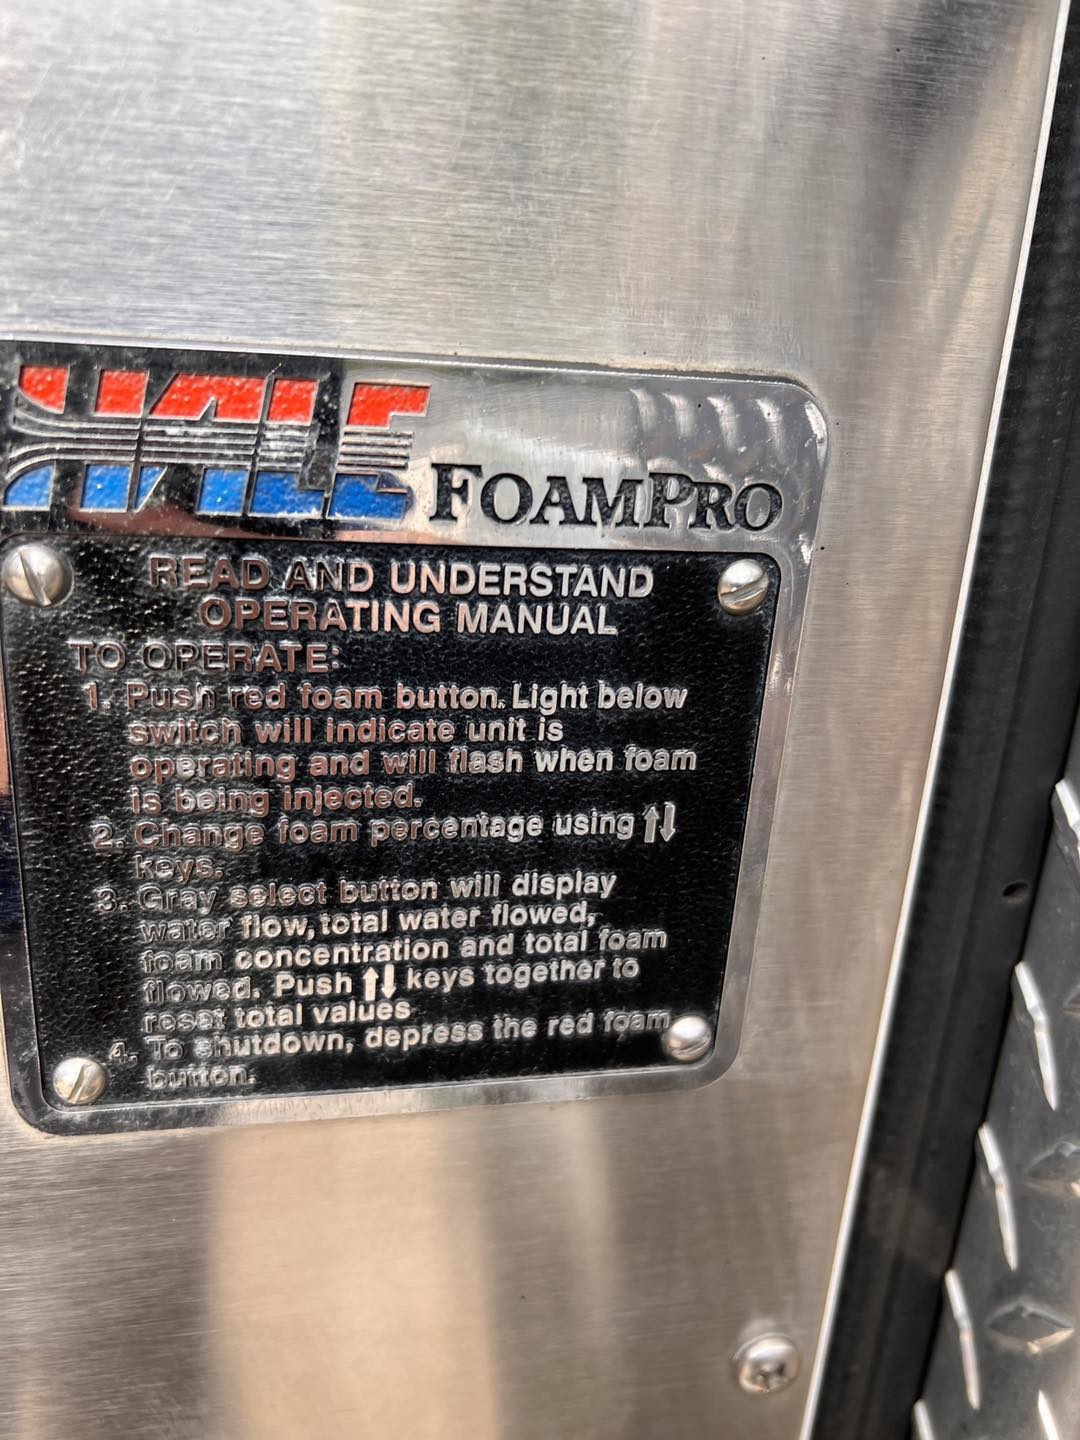 HALE FOAMPRO
READ AND UNDERSTAND
OPERATING MANUAL
TO OPERATE:
1. Push red foam button. Light below
switch will indicate unit is
operating and will flash when foam
is being injected.
2. Change foam percentage using ↑↓
keys.
3. Gray select button will display
water flow, total water flowed,
foam concentration and total foam
flowed. Push ↑↓ keys together to
reset total values
4. To shutdown, depress the red foam
button.